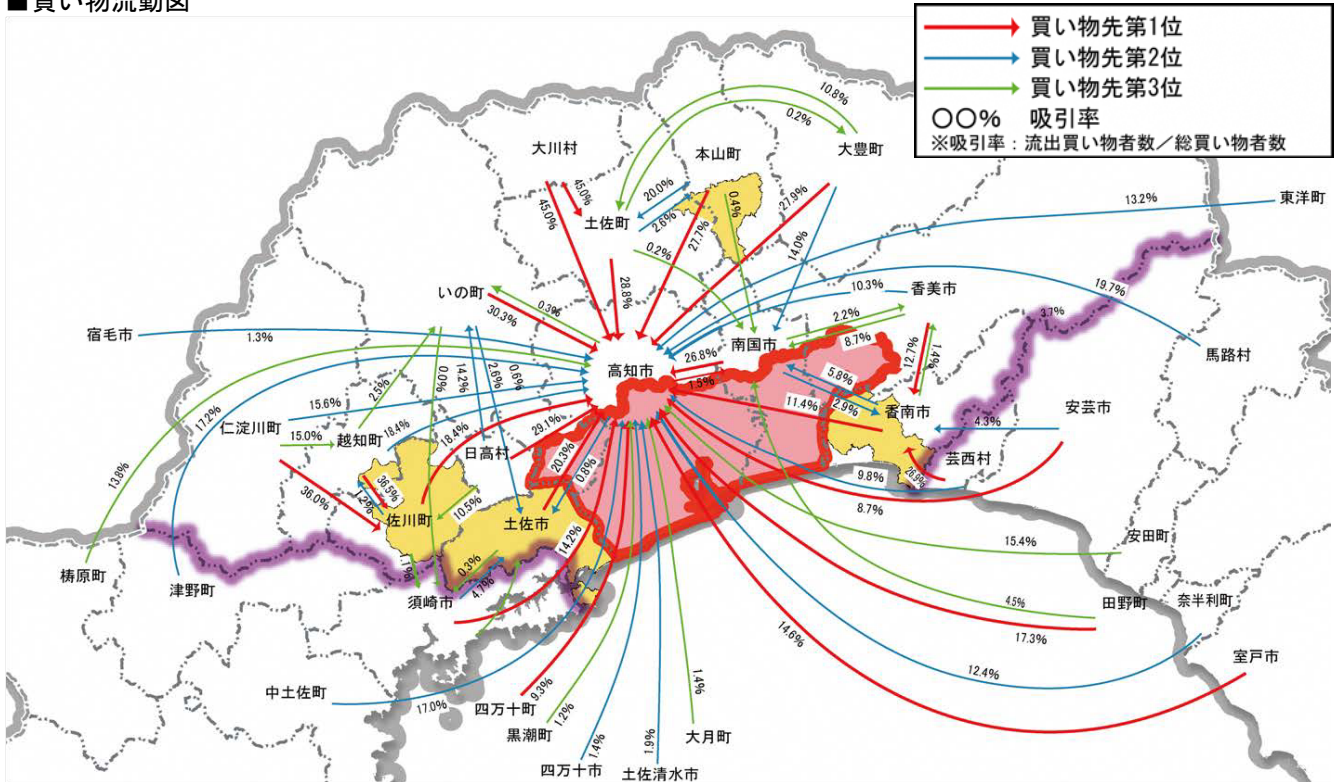 ■買い物流動図
買い物先第1位
買い物先第2位
買い物先第3位
○○% 吸引率
※吸引率：流出買い物者数／総買い物者数
10.8%
0.2%
大川村
本山町
大豊町
45.0%
45.0%
土佐町
20.0%
2.6%
0.4%
27.7%
27.9%
14.0%
13.2%
東洋町
0.2%
28.8%
いの町
0.3%
30.3%
10.3%
香美市
19.7%
3.7%
宿毛市
1.3%
南国市
2.2%
8.7%
馬路村
高知市
26.8%
1.5%
12.7%
1.4%
5.8%
2.9%
香南市
11.4%
安芸市
4.3%
芸西村
26.9%
17.2%
15.6%
仁淀川町
15.0%
越知町
2.5%
0.0%
14.2%
2.6%
0.6%
18.4%
18.4%
日高村
29.1%
20.3%
0.8%
13.8%
36.0%
36.5%
1.2%
佐川町
10.5%
土佐市
9.8%
8.7%
15.4%
安田町
梼原町
津野町
.1%
須崎市
0.3%
4.7%
14.2%
4.5%
田野町
奈半利町
17.3%
14.6%
12.4%
室戸市
中土佐町
17.0%
四万十町
9.3%
黒潮町
1.2%
四万十市
1.4%
土佐清水市
1.9%
大月町
1.4%